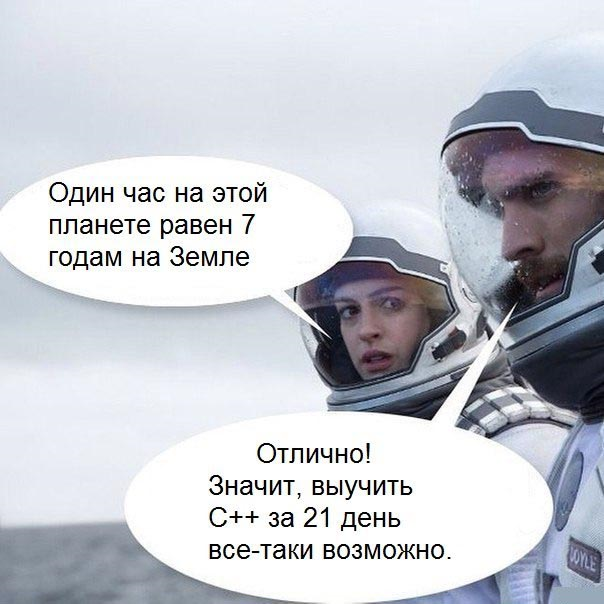 Один час на этой
планете равен 7
годам на Земле
Отлично!
Значит, выучить
C++ за 21 день
все-таки возможно.
DOYLE